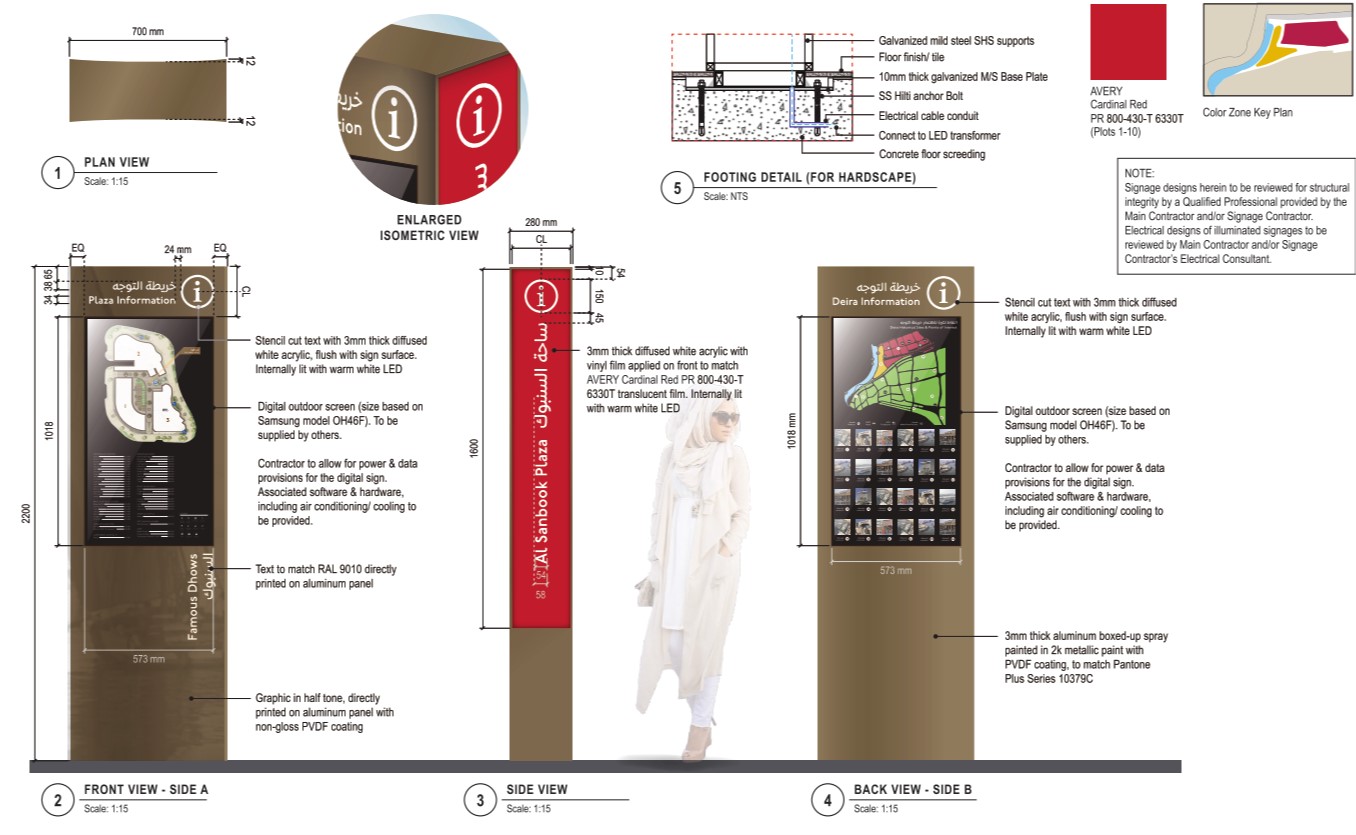 700 mm
12
12
1
PLAN VIEW
Scale: 1:15
خري
ion
i
i
3
ENLARGED
ISOMETRIC VIEW
Galvanized mild steel SHS supports
Floor finish/ tile
10mm thick galvanized M/S Base Plate
SS Hilti anchor Bolt
Electrical cable conduit
Connect to LED transformer
Concrete floor screeding
5
FOOTING DETAIL (FOR HARDSCAPE)
Scale: NTS
AVERY
Cardinal Red
PR 800-430-T 6330T
(Plots 1-10)
Color Zone Key Plan
NOTE:
Signage designs herein to be reviewed for structural
integrity by a Qualified Professional provided by the
Main Contractor and/or Signage Contractor.
Electrical designs of illuminated signages to be
reviewed by Main Contractor and/or Signage
Contractor's Electrical Consultant.
EQ
24 mm
EQ
65
38
34
CL
خريطة التوجه
Plaza Information
i
1018
2200
573 mm
Famous Dhows
السنبوك
Stencil cut text with 3mm thick diffused
white acrylic, flush with sign surface.
Internally lit with warm white LED
Digital outdoor screen (size based on
Samsung model OH46F). To be
supplied by others.
Contractor to allow for power & data
provisions for the digital sign.
Associated software & hardware,
including air conditioning/ cooling to
be provided.
Text to match RAL 9010 directly
printed on aluminum panel
Graphic in half tone, directly
printed on aluminum panel with
non-gloss PVDF coating
2
FRONT VIEW - SIDE A
Scale: 1:15
280 mm
CL
54
150
45
1600
ساحة السنبوك
Al Sanbook Plaza
58
3mm thick diffused white acrylic with
vinyl film applied on front to match
AVERY Cardinal Red PR 800-430-T
6330T translucent film. Internally lit
with warm white LED
3
SIDE VIEW
Scale: 1:15
خريطة التوجه
Deira Information
i
1018 mm
573 mm
Stencil cut text with 3mm thick diffused
white acrylic, flush with sign surface.
Internally lit with warm white LED
Digital outdoor screen (size based on
Samsung model OH46F). To be
supplied by others.
Contractor to allow for power & data
provisions for the digital sign.
Associated software & hardware,
including air conditioning/ cooling to
be provided.
3mm thick aluminum boxed-up spray
painted in 2k metallic paint with
PVDF coating, to match Pantone
Plus Series 10379C
4
BACK VIEW - SIDE B
Scale: 1:15